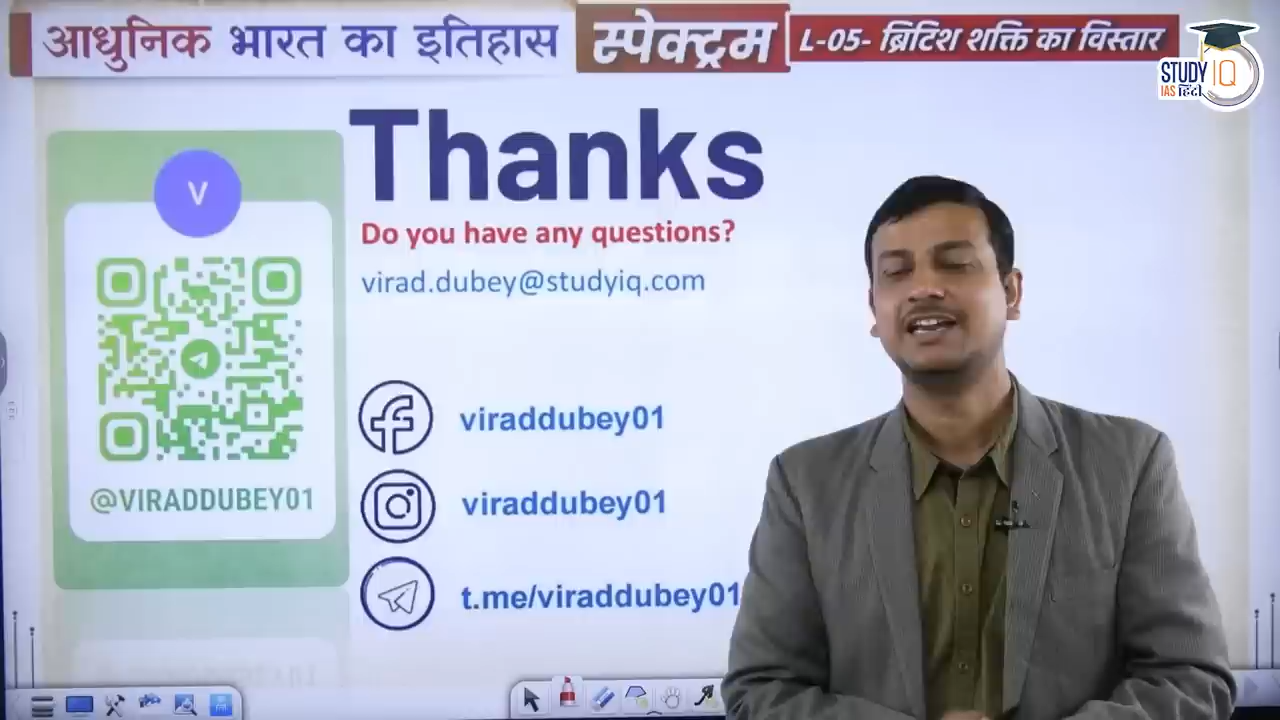 आधुनिक भारत का इतिहास
स्पेक्ट्रम
L-05- ब्रिटिश शक्ति का विस्तार
STUDY IQ
IAS हिंदी
Thanks
Do you have any questions?
virad.dubey@studyiq.com
V
@VIRADDUBEY01
viraddubey01
viraddubey01
t.me/viraddubey01